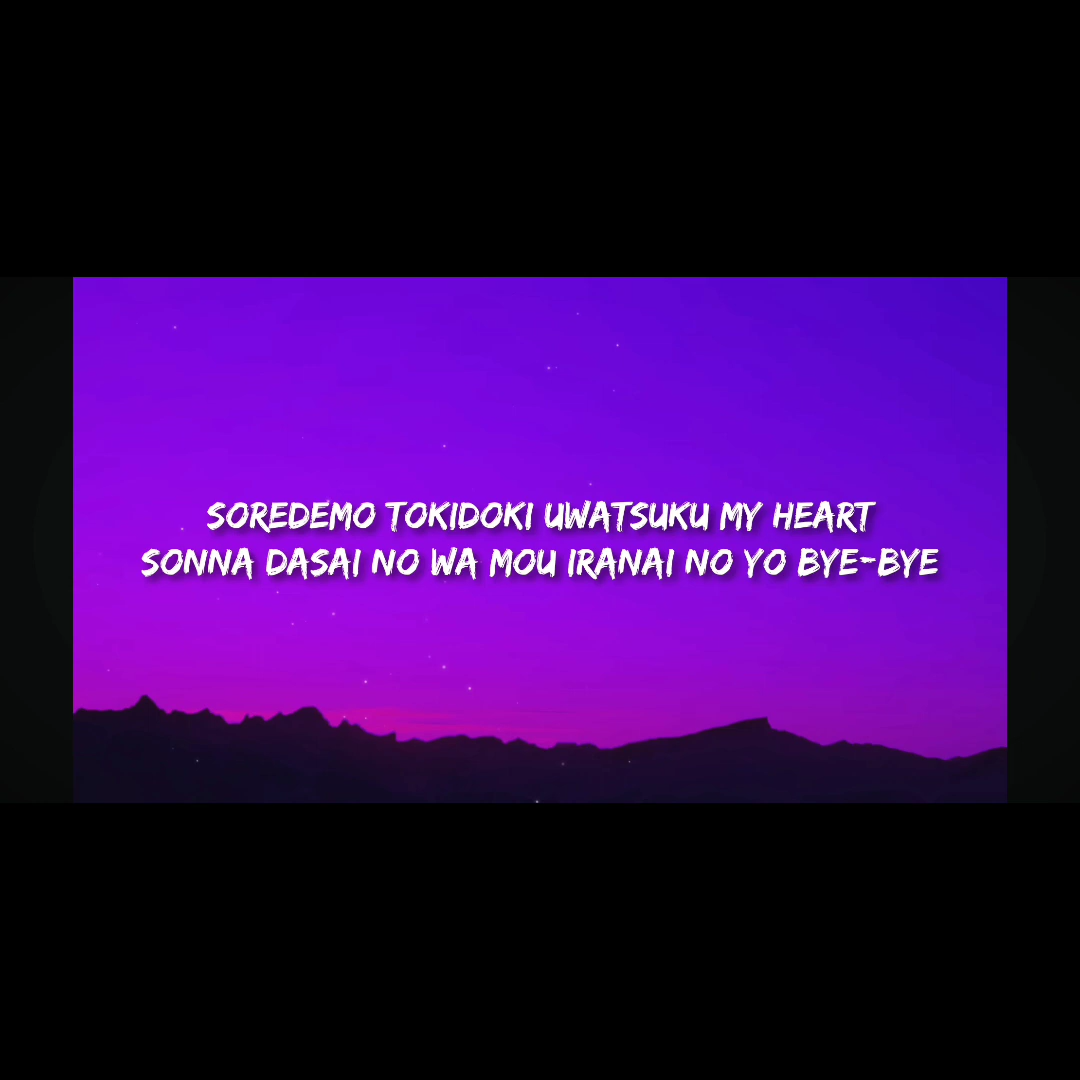 SOREDEMO TOKIDOKI UWATSUKU MY HEART
SONNA DASAI NO WA MOU IRANAI NO YO BYE-BYE